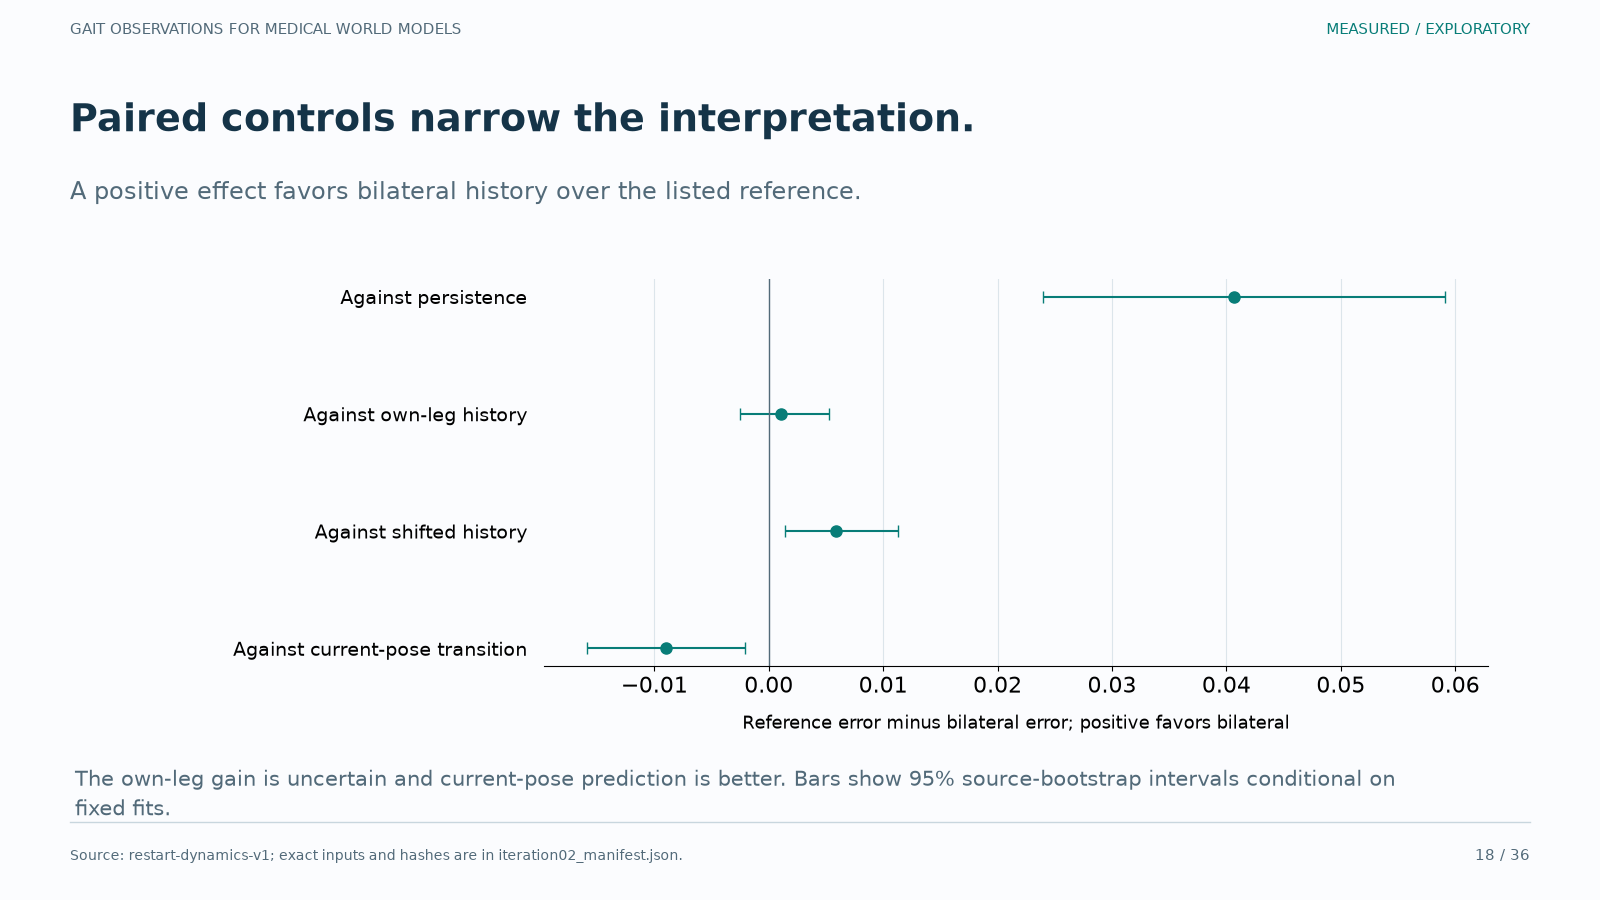 GAIT OBSERVATIONS FOR MEDICAL WORLD MODELS
MEASURED / EXPLORATORY
Paired controls narrow the interpretation.
A positive effect favors bilateral history over the listed reference.
Against persistence
Against own-leg history
Against shifted history
Against current-pose transition
−0.01 0.00 0.01 0.02 0.03 0.04 0.05 0.06
Reference error minus bilateral error; positive favors bilateral
The own-leg gain is uncertain and current-pose prediction is better. Bars show 95% source-bootstrap intervals conditional on
fixed fits.
Source: restart-dynamics-v1; exact inputs and hashes are in iteration02_manifest.json.
18 / 36